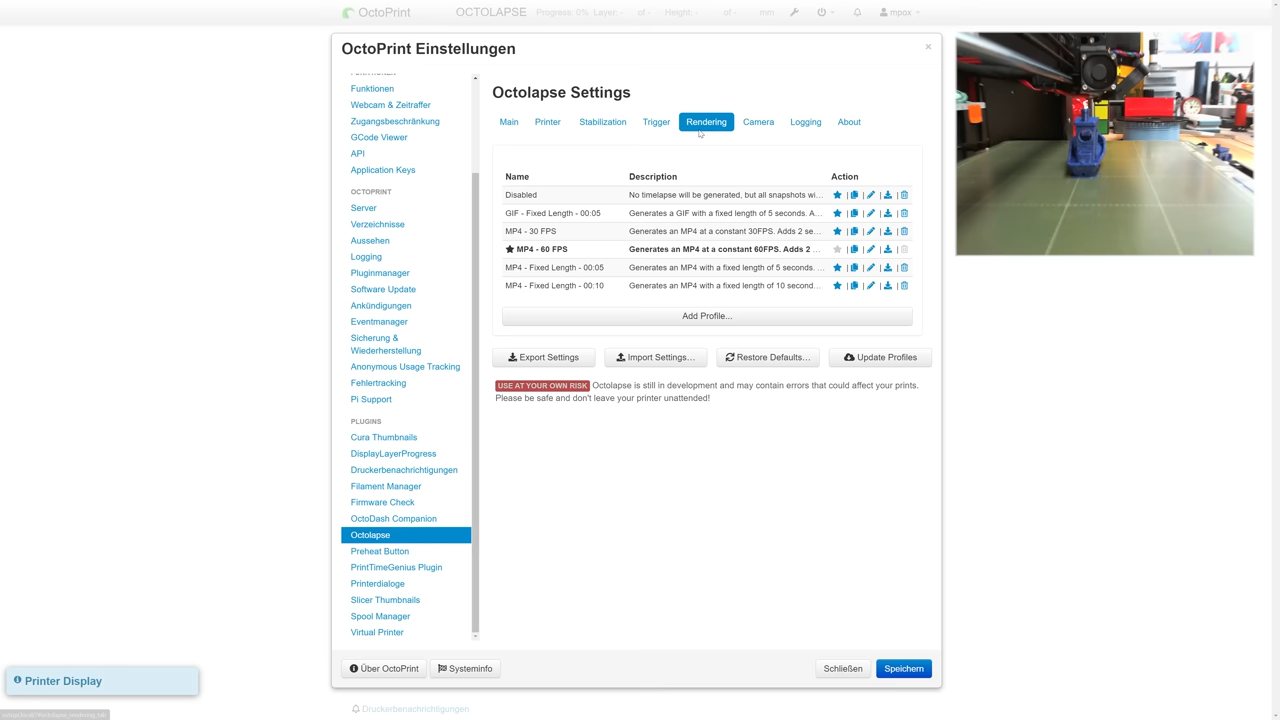 OctoPrint
OCTOLAPSE Progress: 0% Layer: - of - Height: - of - mm
mpox
OctoPrint Einstellungen
×
Funktionen
Webcam & Zeitraffer
Zugangsbeschränkung
GCode Viewer
API
Application Keys
OCTOPRINT
Server
Verzeichnisse
Aussehen
Logging
Pluginmanager
Software Update
Ankündigungen
Eventmanager
Sicherung &
Wiederherstellung
Anonymous Usage Tracking
Fehlertracking
Pi Support
PLUGINS
Cura Thumbnails
DisplayLayerProgress
Druckerbenachrichtigungen
Filament Manager
Firmware Check
OctoDash Companion
Octolapse
Preheat Button
PrintTimeGenius Plugin
Printerdialoge
Slicer Thumbnails
Spool Manager
Virtual Printer
Octolapse Settings
Main Printer Stabilization Trigger Rendering Camera Logging About
Name Description Action
Disabled No timelapse will be generated, but all snapshots wi...
GIF - Fixed Length - 00:05 Generates a GIF with a fixed length of 5 seconds. A...
MP4 - 30 FPS Generates an MP4 at a constant 30FPS. Adds 2 se...
MP4 - 60 FPS Generates an MP4 at a constant 60FPS. Adds 2 ...
MP4 - Fixed Length - 00:05 Generates an MP4 with a fixed length of 5 seconds. ...
MP4 - Fixed Length - 00:10 Generates an MP4 with a fixed length of 10 second...
Add Profile...
Export Settings Import Settings... Restore Defaults... Update Profiles
USE AT YOUR OWN RISK Octolapse is still in development and may contain errors that could affect your prints.
Please be safe and don't leave your printer unattended!
Über OctoPrint Systeminfo Schließen Speichern
Printer Display
Druckerbenachrichtigungen